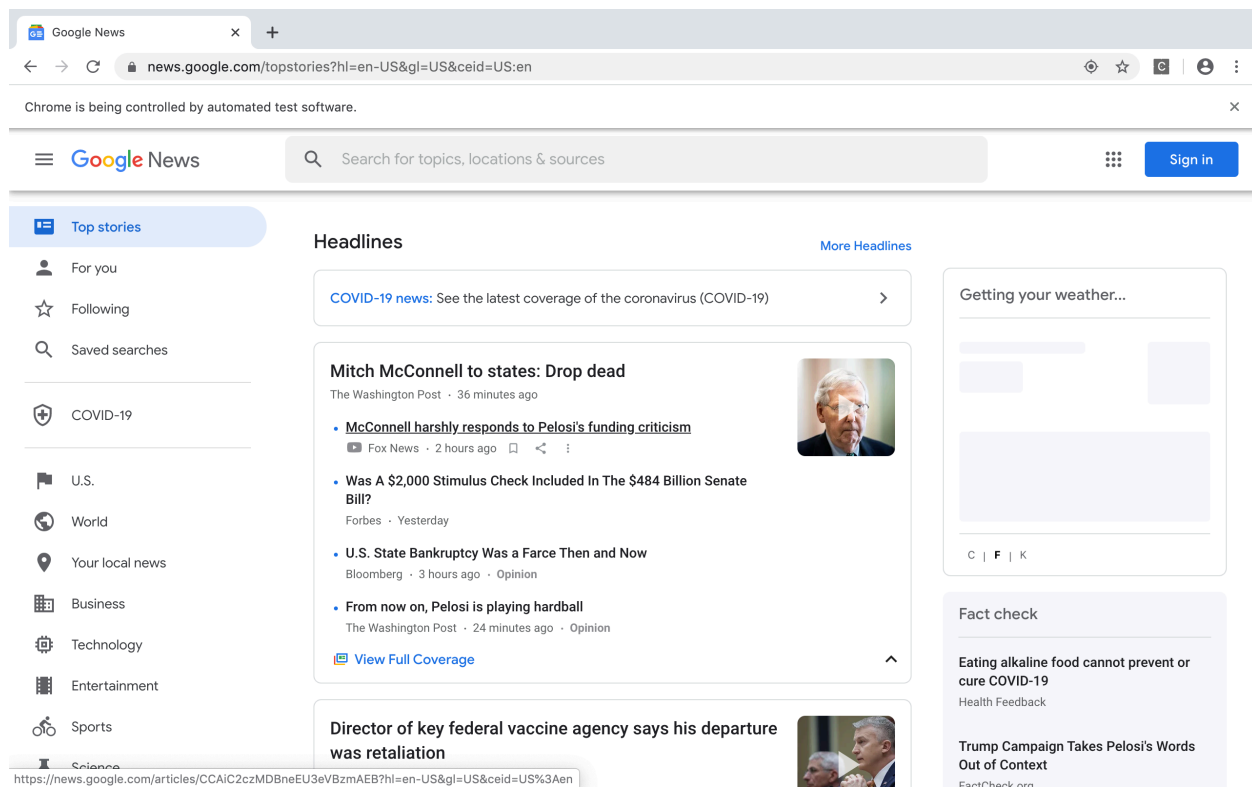 Google News
news.google.com/topstories?hl=en-US&gl=US&ceid=US:en
C
Chrome is being controlled by automated test software.
Google News
Search for topics, locations & sources
Sign in
Top stories
For you
Following
Saved searches
COVID-19
U.S.
World
Your local news
Business
Technology
Entertainment
Sports
Science
Headlines
More Headlines
COVID-19 news: See the latest coverage of the coronavirus (COVID-19)
Mitch McConnell to states: Drop dead
The Washington Post · 36 minutes ago
McConnell harshly responds to Pelosi's funding criticism
Fox News · 2 hours ago
Was A $2,000 Stimulus Check Included In The $484 Billion Senate
Bill?
Forbes · Yesterday
U.S. State Bankruptcy Was a Farce Then and Now
Bloomberg · 3 hours ago · Opinion
From now on, Pelosi is playing hardball
The Washington Post · 24 minutes ago · Opinion
View Full Coverage
Director of key federal vaccine agency says his departure
was retaliation
Getting your weather...
C | F | K
Fact check
Eating alkaline food cannot prevent or
cure COVID-19
Health Feedback
Trump Campaign Takes Pelosi's Words
Out of Context
FactCheck.org
https://news.google.com/articles/CCAiC2czMDBneEU3eVBzmAEB?hl=en-US&gl=US&ceid=US%3Aen